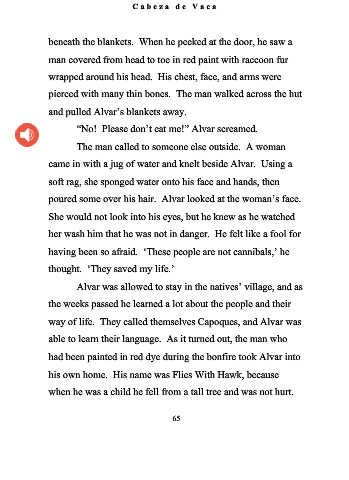 Cabeza de Vaca
beneath the blankets. When he peeked at the door, he saw a
man covered from head to toe in red paint with raccoon fur
wrapped around his head. His chest, face, and arms were
pierced with many thin bones. The man walked across the hut
and pulled Alvar's blankets away.
"No! Please don't eat me!" Alvar screamed.
The man called to someone else outside. A woman
came in with a jug of water and knelt beside Alvar. Using a
soft rag, she sponged water onto his face and hands, then
poured some over his hair. Alvar looked at the woman's face.
She would not look into his eyes, but he knew as he watched
her wash him that he was not in danger. He felt like a fool for
having been so afraid. 'These people are not cannibals,' he
thought. 'They saved my life.'
Alvar was allowed to stay in the natives' village, and as
the weeks passed he learned a lot about the people and their
way of life. They called themselves Capoques, and Alvar was
able to learn their language. As it turned out, the man who
had been painted in red dye during the bonfire took Alvar into
his own home. His name was Flies With Hawk, because
when he was a child he fell from a tall tree and was not hurt.
65